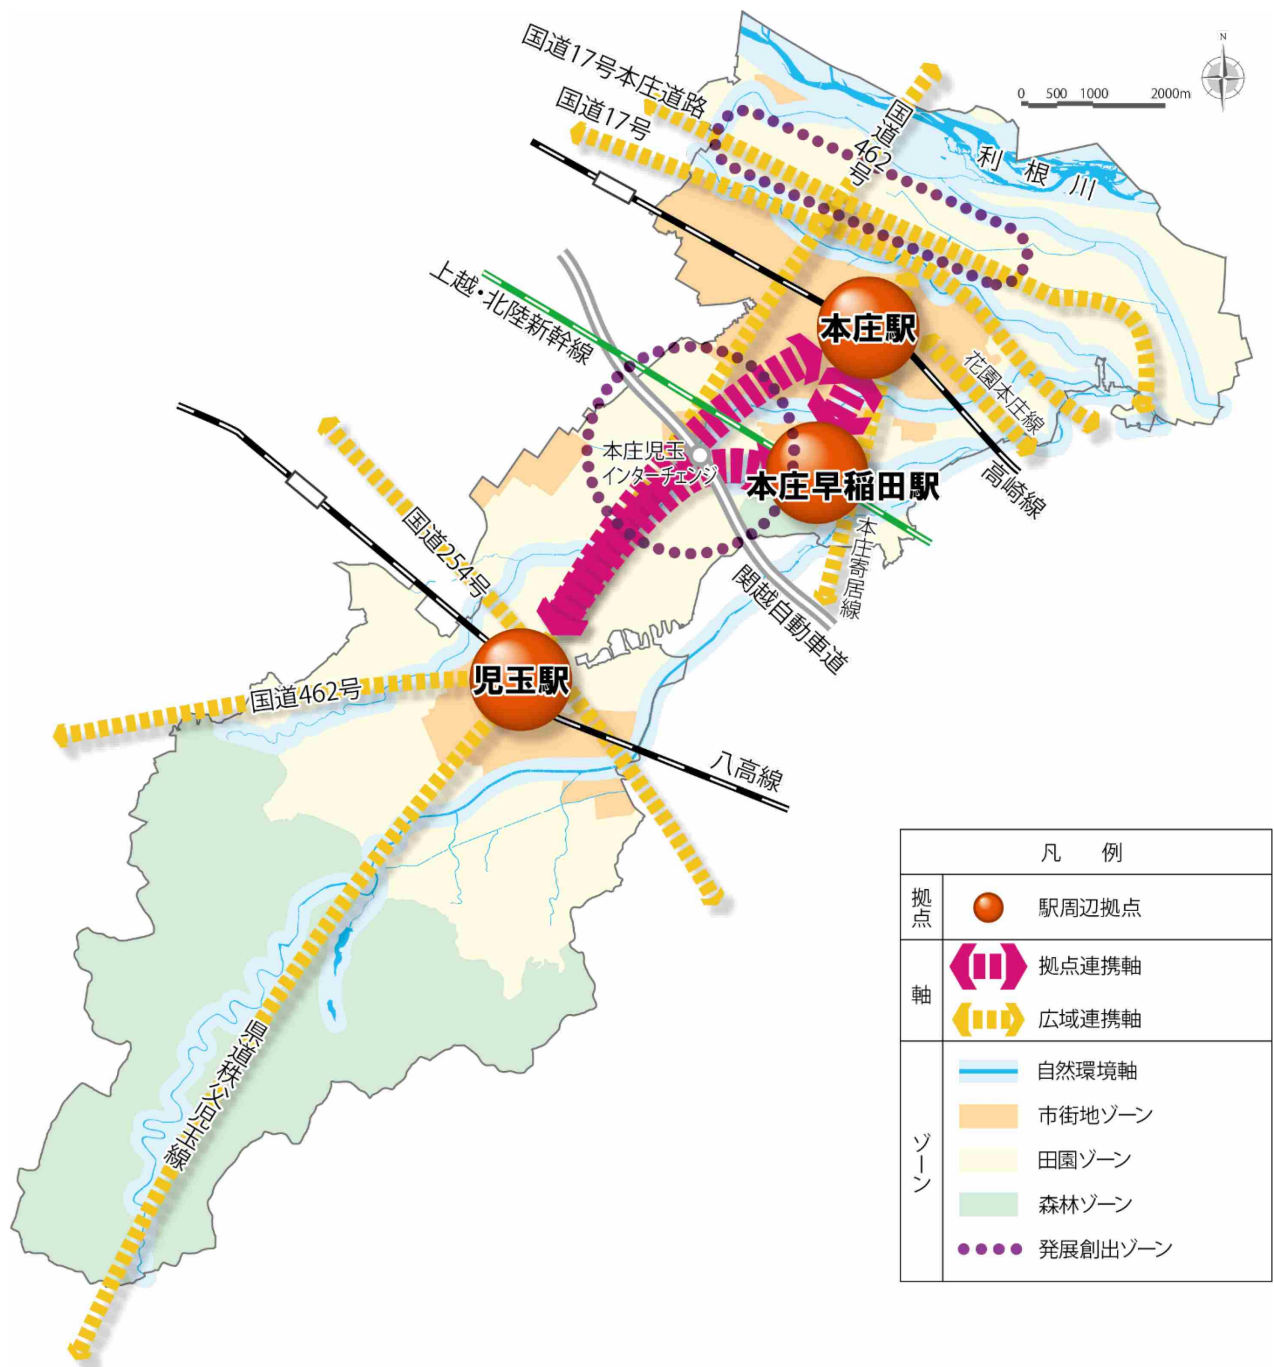 N
0 500 1000 2000m
国道17号本庄道路
国道17号
国道462号
利根川
上越・北陸新幹線
本庄駅
花園本庄線
本庄児玉
インターチェンジ
本庄早稲田駅
高崎線
本庄寄居線
国道254号
関越自動車道
児玉駅
国道462号
八高線
県道秩父児玉線
凡 例
拠点
駅周辺拠点
軸
拠点連携軸
広域連携軸
ゾーン
自然環境軸
市街地ゾーン
田園ゾーン
森林ゾーン
発展創出ゾーン